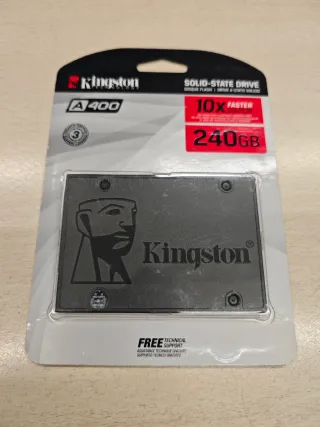 Kingston
SOLID-STATE DRIVE
A400
10x FASTER
240GB
3
Kingston®
FREE TECHNICAL SUPPORT